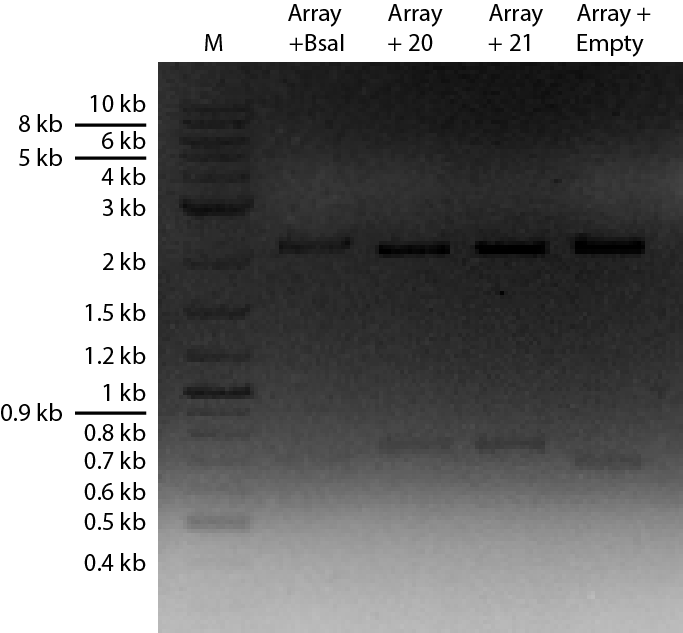 Array
+BsaI
Array
+ 20
Array
+ 21
Array +
Empty
M
10 kb
8 kb
6 kb
5 kb
4 kb
3 kb
2 kb
1.5 kb
1.2 kb
1 kb
0.9 kb
0.8 kb
0.7 kb
0.6 kb
0.5 kb
0.4 kb